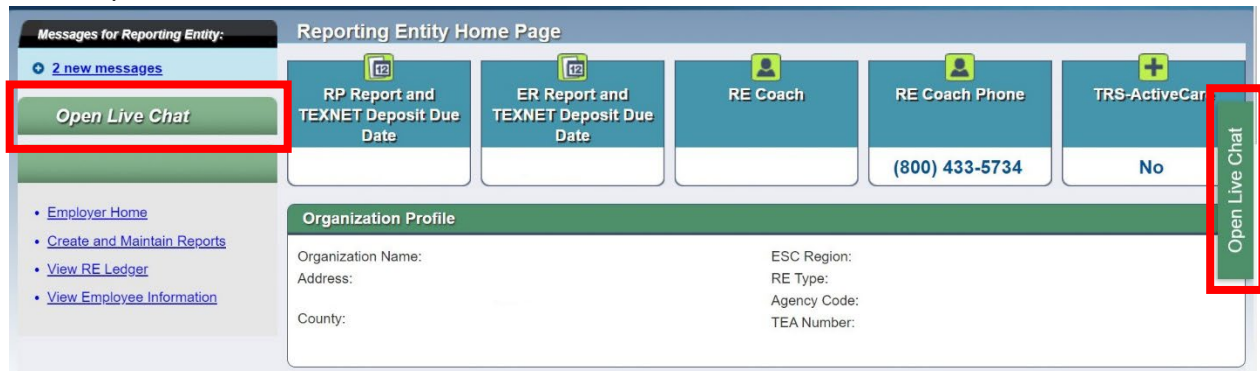 Messages for Reporting Entity:
2 new messages
Open Live Chat
Employer Home
Create and Maintain Reports
View RE Ledger
View Employee Information
Reporting Entity Home Page
12
RP Report and
TEXNET Deposit Due
Date
12
ER Report and
TEXNET Deposit Due
Date
RE Coach
RE Coach Phone
(800) 433-5734
TRS-ActiveCare
No
Organization Profile
Organization Name:
Address:
County:
ESC Region:
RE Type:
Agency Code:
TEA Number:
Open Live Chat